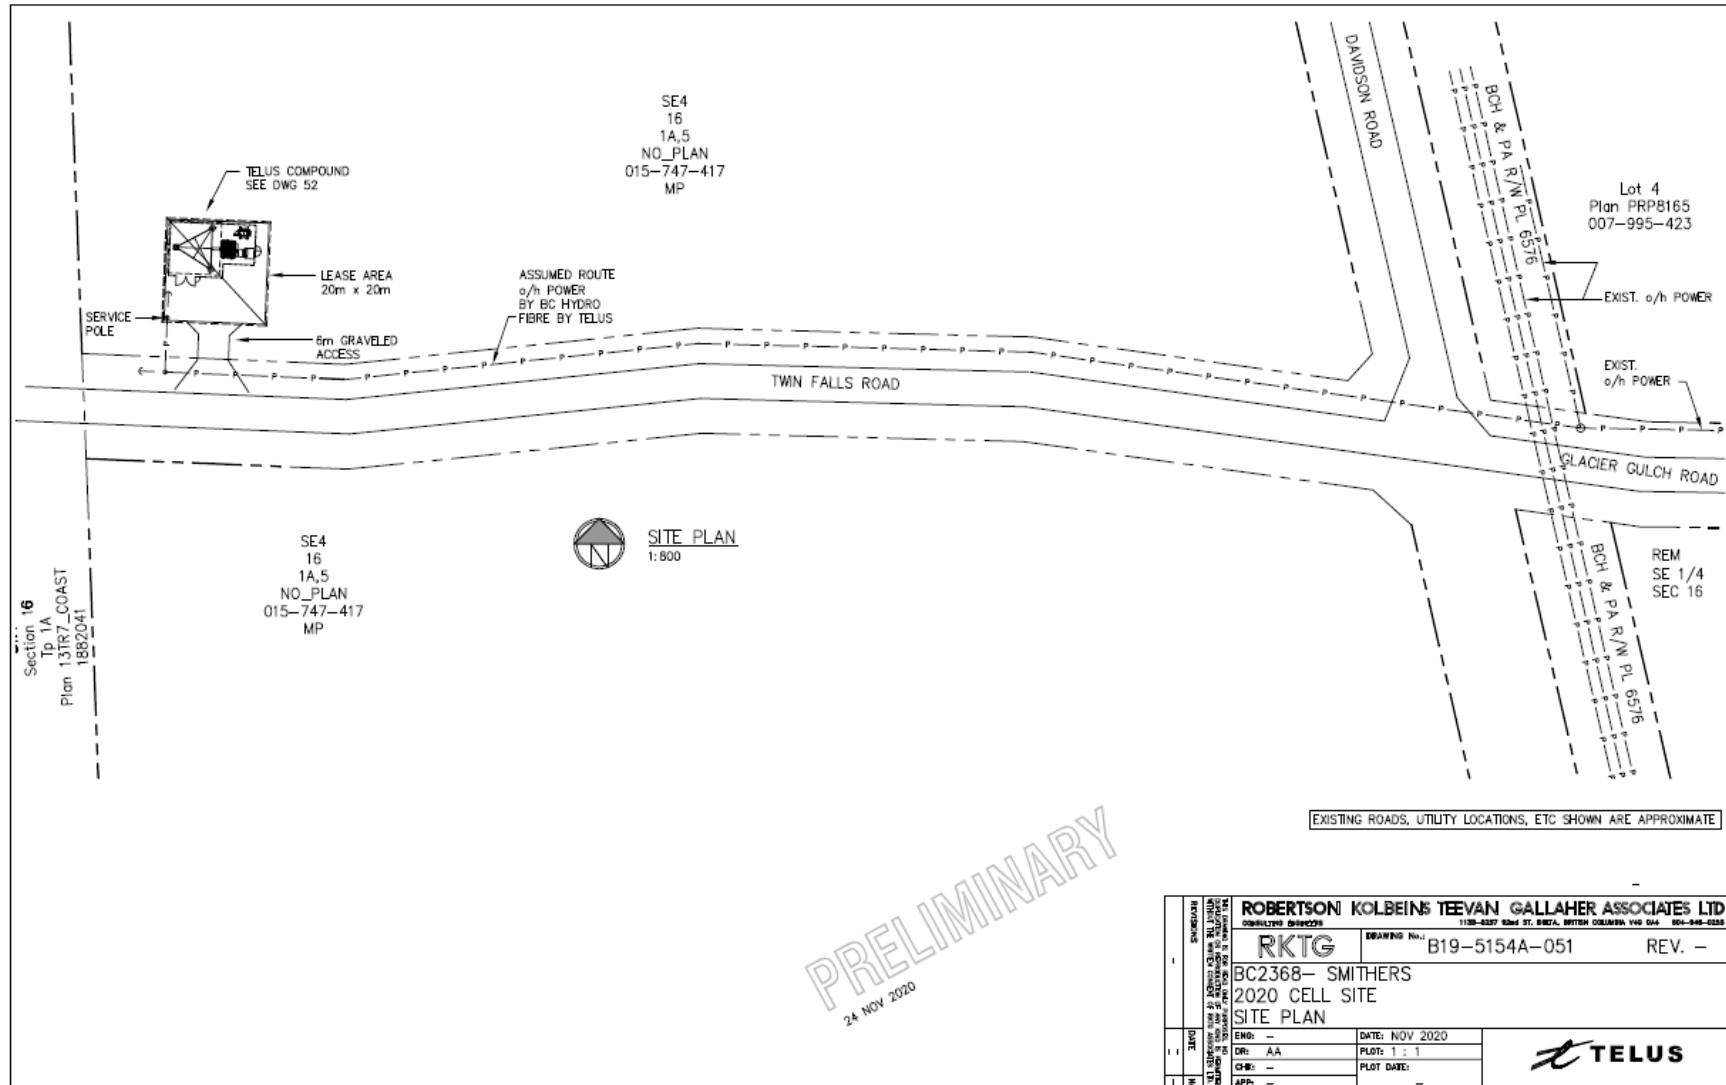 SE4
16
1A,5
NO_PLAN
015-747-417
MP
TELUS COMPOUND
SEE DWG 52
LEASE AREA
20m x 20m
SERVICE
POLE
6m GRAVELED
ACCESS
ASSUMED ROUTE
o/h POWER
BY BC HYDRO
FIBRE BY TELUS
TWIN FALLS ROAD
DAVIDSON ROAD
BCH & PA R/W PL 6576
Lot 4
Plan PRP8165
007-995-423
EXIST. o/h POWER
EXIST.
o/h POWER
GLACIER GULCH ROAD
BCH & PA R/W PL 6576
REM
SE 1/4
SEC 16
SITE PLAN
1:800
N
SE4
16
1A,5
NO_PLAN
015-747-417
MP
Section 16
Tp 1A
Plan 13TR7_COAST
1882041
EXISTING ROADS, UTILITY LOCATIONS, ETC SHOWN ARE APPROXIMATE
PRELIMINARY
24 NOV 2020
REVISIONS
DATE
ROBERTSON KOLBEINS TEEVAN GALLAHER ASSOCIATES LTD
CONSULTING ENGINEERS
RKTG
DRAWING No.:
B19-5154A-051
REV. -
BC2368- SMITHERS
2020 CELL SITE
SITE PLAN
ENG: -
DATE: NOV 2020
DR: AA
PLOT: 1 : 1
CHK: -
PLOT DATE:
APP: -
-
TELUS